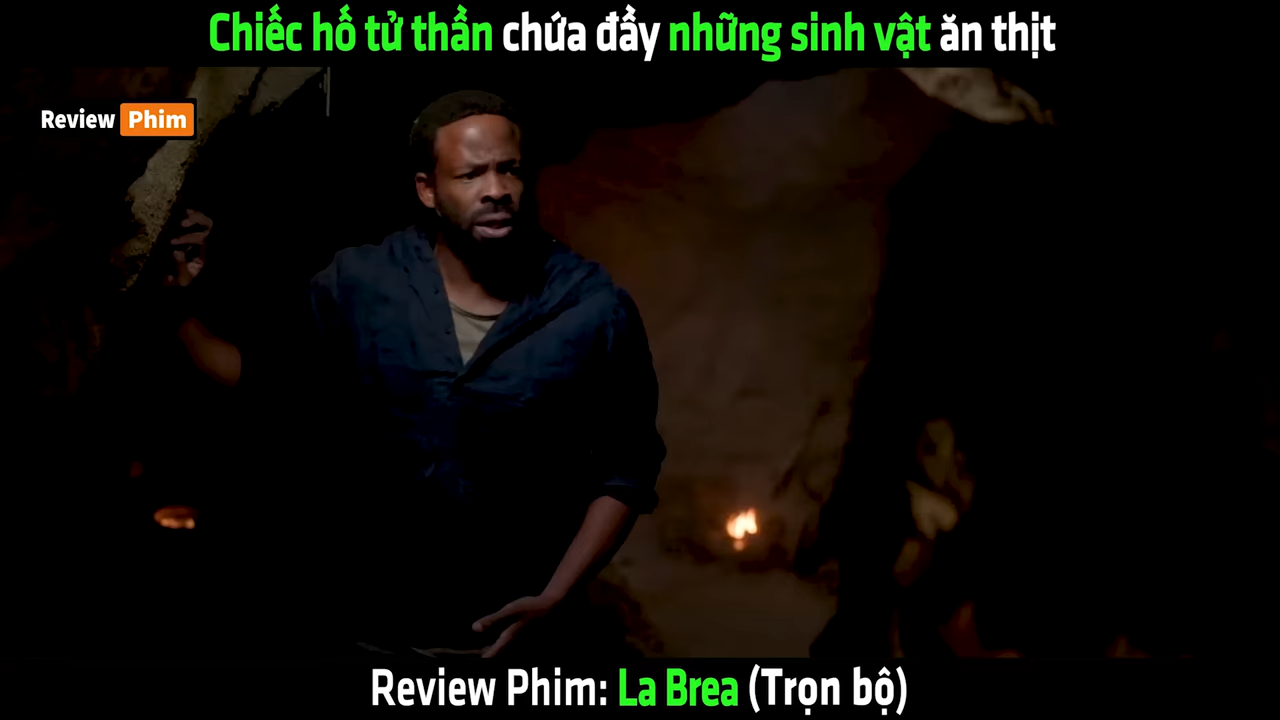 Chiếc hố tử thần chứa đầy những sinh vật ăn thịt
Review Phim
Review Phim: La Brea (Trọn bộ)